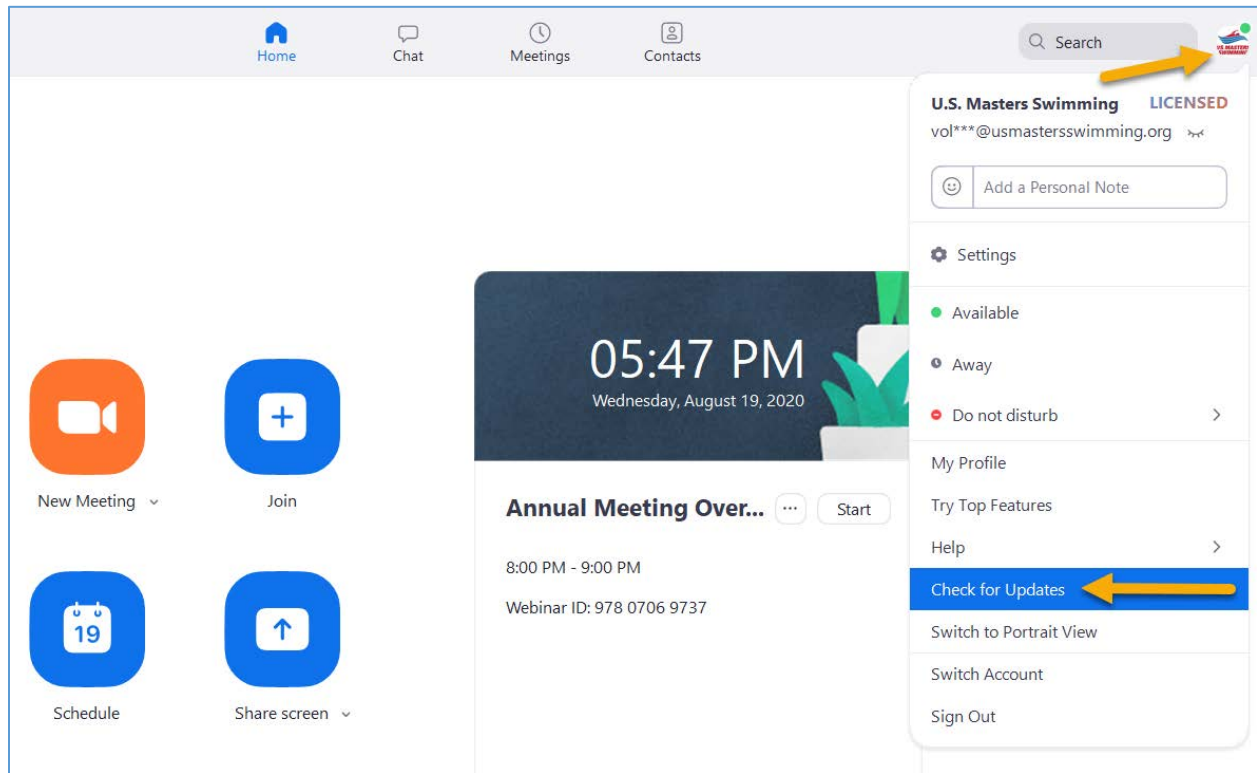 Home
Chat
Meetings
Contacts
Search
U.S. MASTERS
SWIMMING
U.S. Masters Swimming LICENSED
vol***@usmastersswimming.org
Add a Personal Note
Settings
Available
Away
Do not disturb
My Profile
Try Top Features
Help
Check for Updates
Switch to Portrait View
Switch Account
Sign Out
05:47 PM
Wednesday, August 19, 2020
New Meeting
Join
19
Schedule
Share screen
Annual Meeting Over... ... Start
8:00 PM - 9:00 PM
Webinar ID: 978 0706 9737